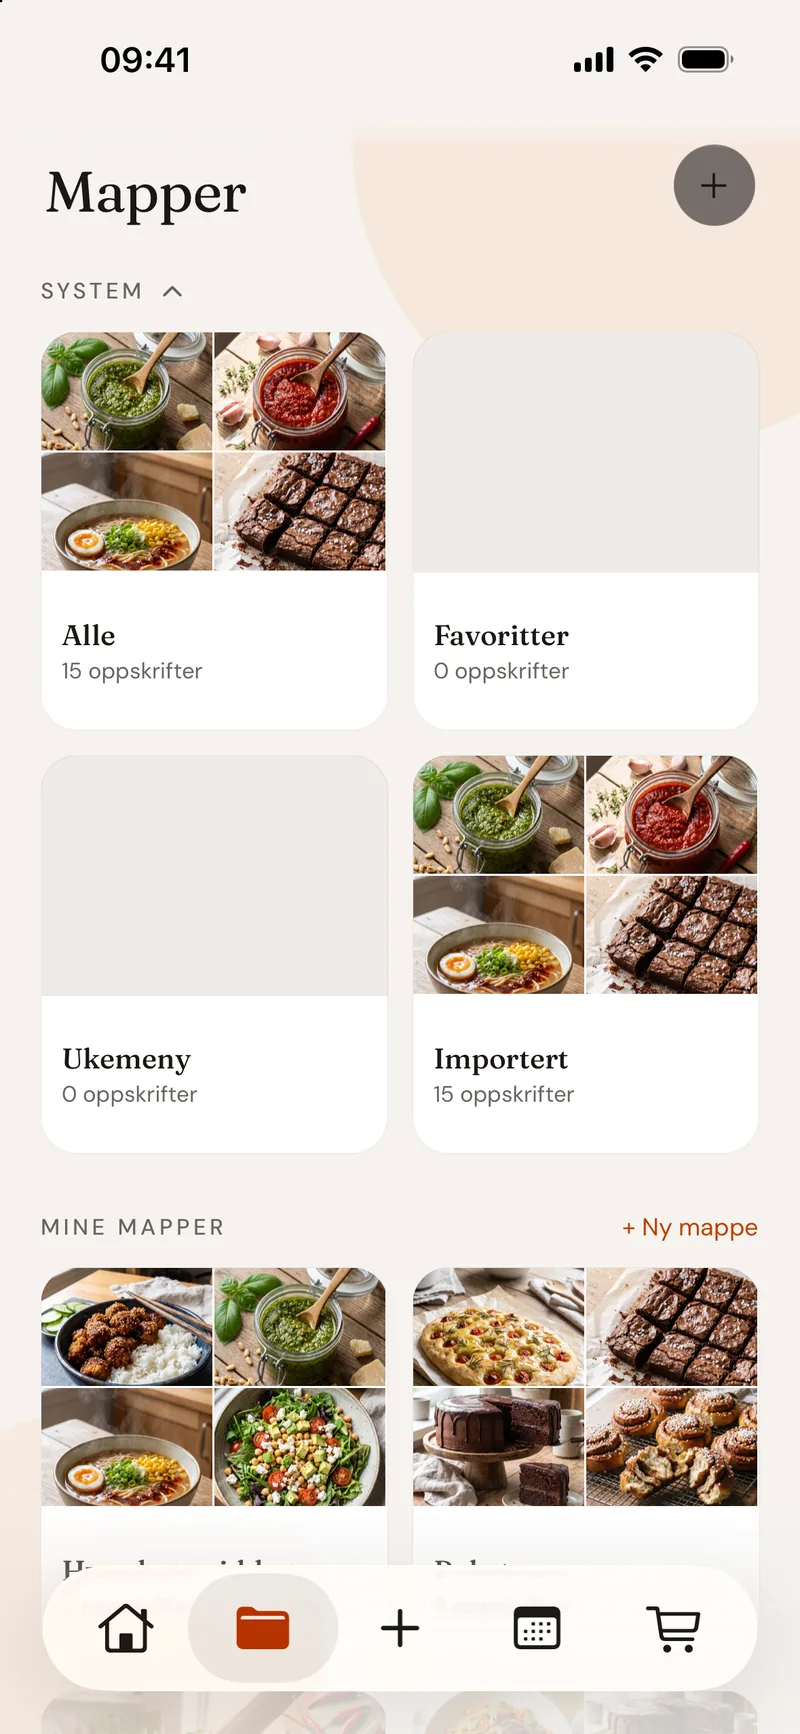 09:41
Mapper
SYSTEM
Alle
15 oppskrifter
Favoritter
0 oppskrifter
Ukemeny
0 oppskrifter
Importert
15 oppskrifter
MINE MAPPER
+ Ny mappe